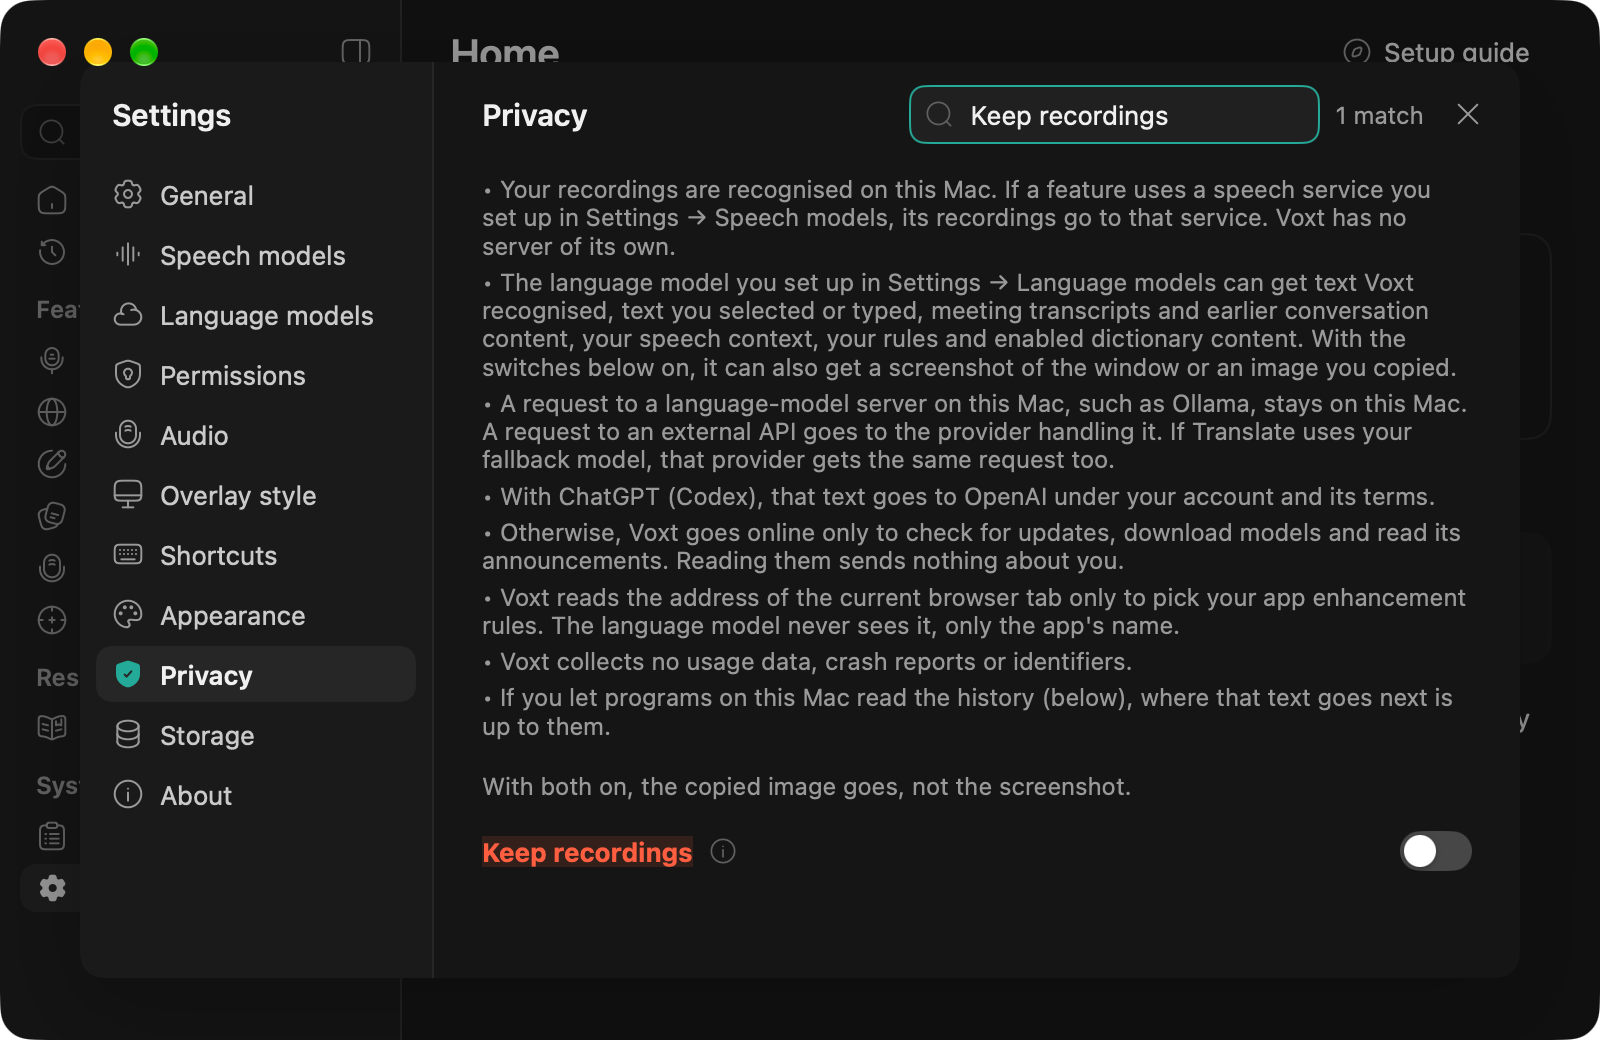 Home
Setup guide
Settings
Privacy
Keep recordings
1 match
General
Speech models
Language models
Permissions
Audio
Overlay style
Shortcuts
Appearance
Privacy
Storage
About
• Your recordings are recognised on this Mac. If a feature uses a speech service you
set up in Settings → Speech models, its recordings go to that service. Voxt has no
server of its own.
• The language model you set up in Settings → Language models can get text Voxt
recognised, text you selected or typed, meeting transcripts and earlier conversation
content, your speech context, your rules and enabled dictionary content. With the
switches below on, it can also get a screenshot of the window or an image you copied.
• A request to a language-model server on this Mac, such as Ollama, stays on this Mac.
A request to an external API goes to the provider handling it. If Translate uses your
fallback model, that provider gets the same request too.
• With ChatGPT (Codex), that text goes to OpenAI under your account and its terms.
• Otherwise, Voxt goes online only to check for updates, download models and read its
announcements. Reading them sends nothing about you.
• Voxt reads the address of the current browser tab only to pick your app enhancement
rules. The language model never sees it, only the app's name.
• Voxt collects no usage data, crash reports or identifiers.
• If you let programs on this Mac read the history (below), where that text goes next is
up to them.
With both on, the copied image goes, not the screenshot.
Keep recordings